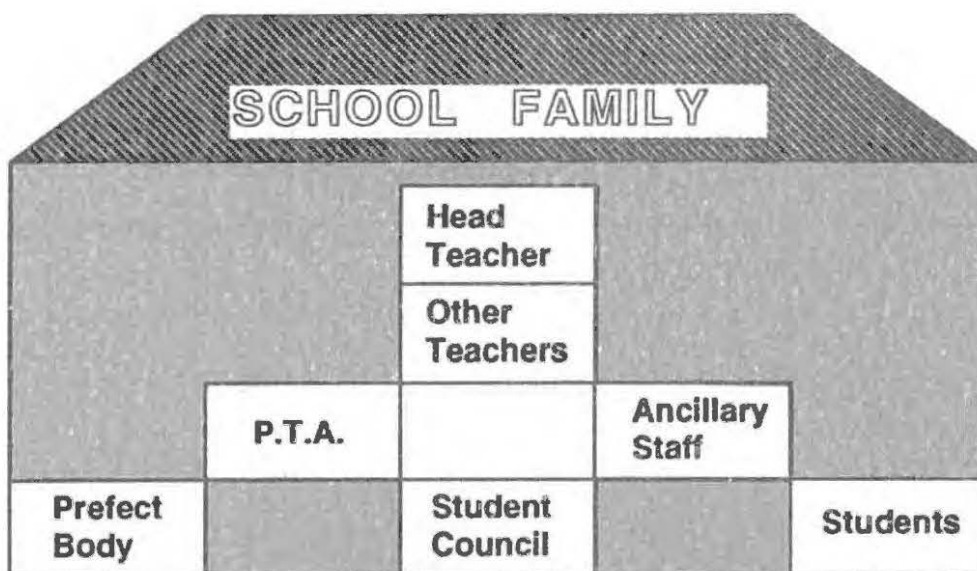 SCHOOL FAMILY
Head
Teacher
Other
Teachers
P.T.A.
Ancillary
Staff
Prefect
Body
Student
Council
Students